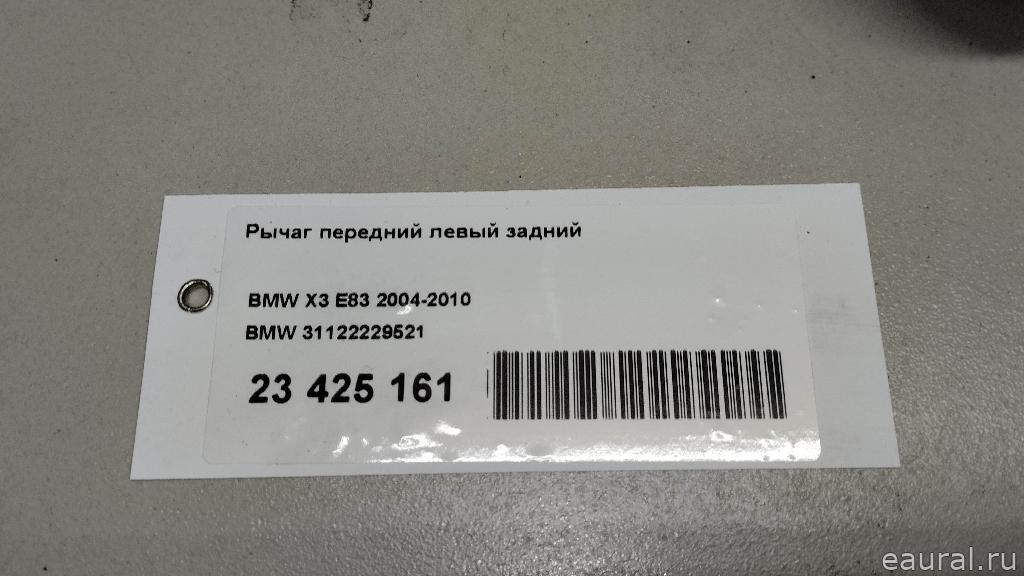 Рычаг передний левый задний
BMW X3 E83 2004-2010
BMW 31122229521
23 425 161
eaural.ru